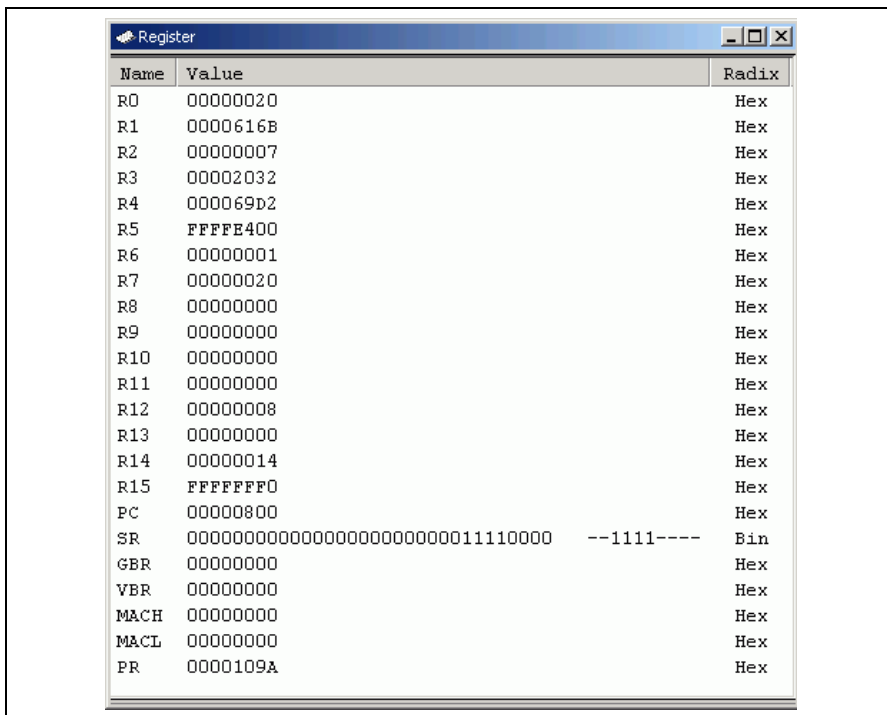 Register
Name Value Radix
R0 00000020 Hex
R1 0000616B Hex
R2 00000007 Hex
R3 00002032 Hex
R4 000069D2 Hex
R5 FFFFE400 Hex
R6 00000001 Hex
R7 00000020 Hex
R8 00000000 Hex
R9 00000000 Hex
R10 00000000 Hex
R11 00000000 Hex
R12 00000008 Hex
R13 00000000 Hex
R14 00000014 Hex
R15 FFFFFFF0 Hex
PC 00000800 Hex
SR 00000000000000000000000011110000 --1111---- Bin
GBR 00000000 Hex
VBR 00000000 Hex
MACH 00000000 Hex
MACL 00000000 Hex
PR 0000109A Hex